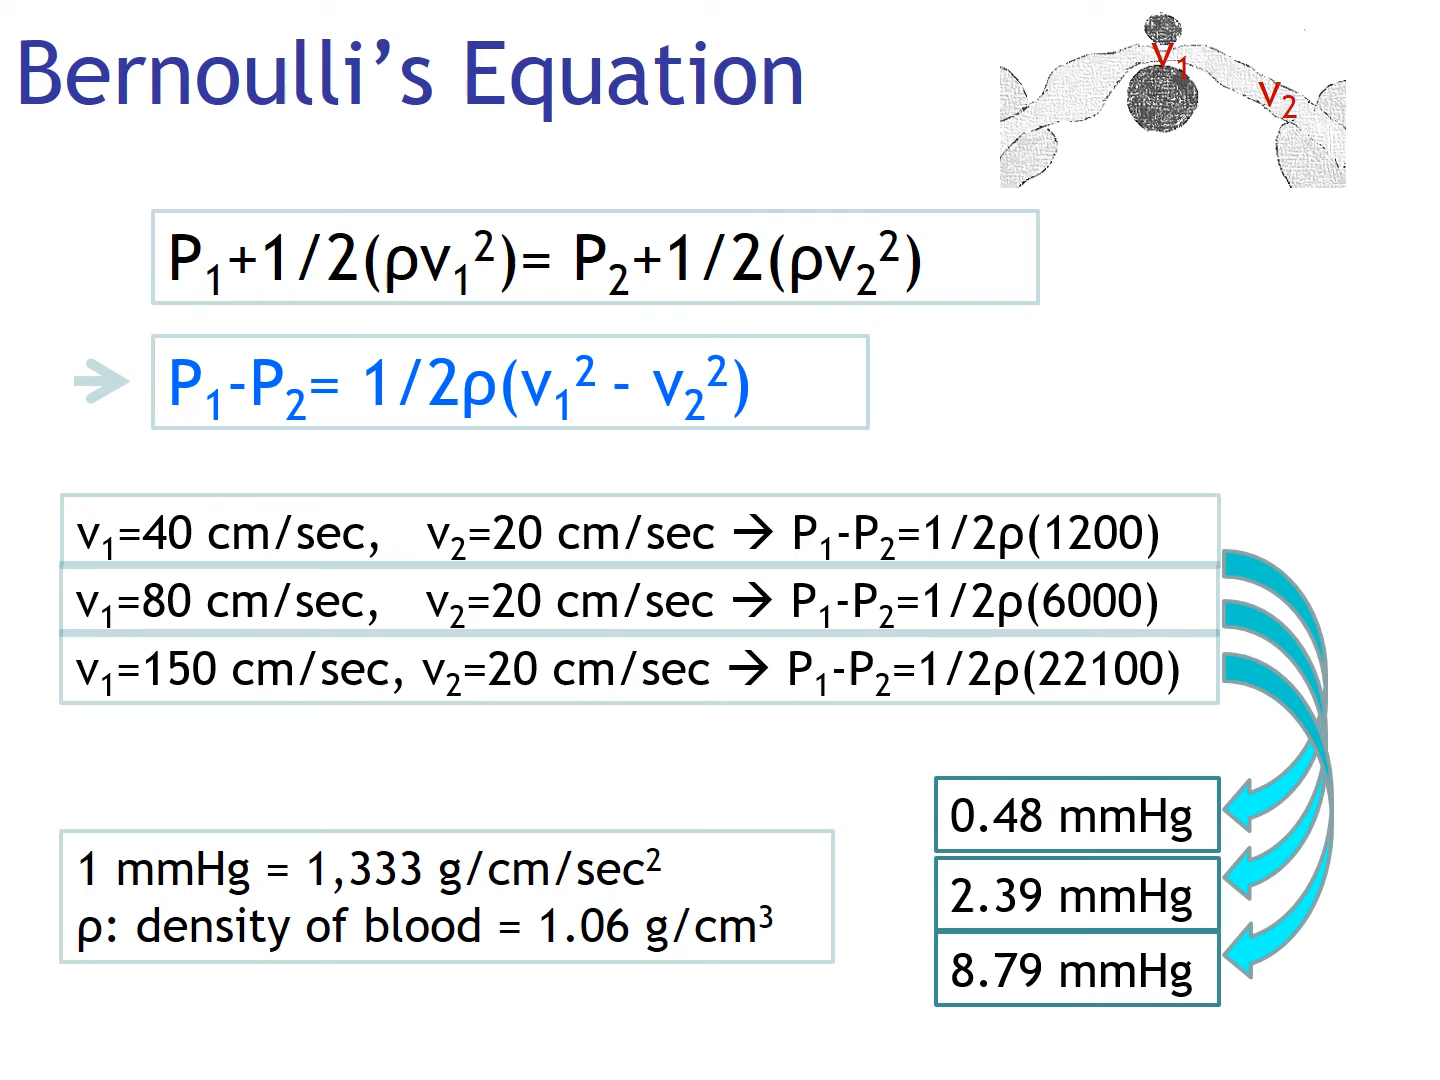 Bernoulli's Equation
v₁
v₂
P₁+1/2(ρv₁²)= P₂+1/2(ρv₂²)
P₁-P₂= 1/2ρ(v₁² - v₂²)
v₁=40 cm/sec, v₂=20 cm/sec → P₁-P₂=1/2ρ(1200)
v₁=80 cm/sec, v₂=20 cm/sec → P₁-P₂=1/2ρ(6000)
v₁=150 cm/sec, v₂=20 cm/sec → P₁-P₂=1/2ρ(22100)
0.48 mmHg
2.39 mmHg
8.79 mmHg
1 mmHg = 1,333 g/cm/sec²
ρ: density of blood = 1.06 g/cm³